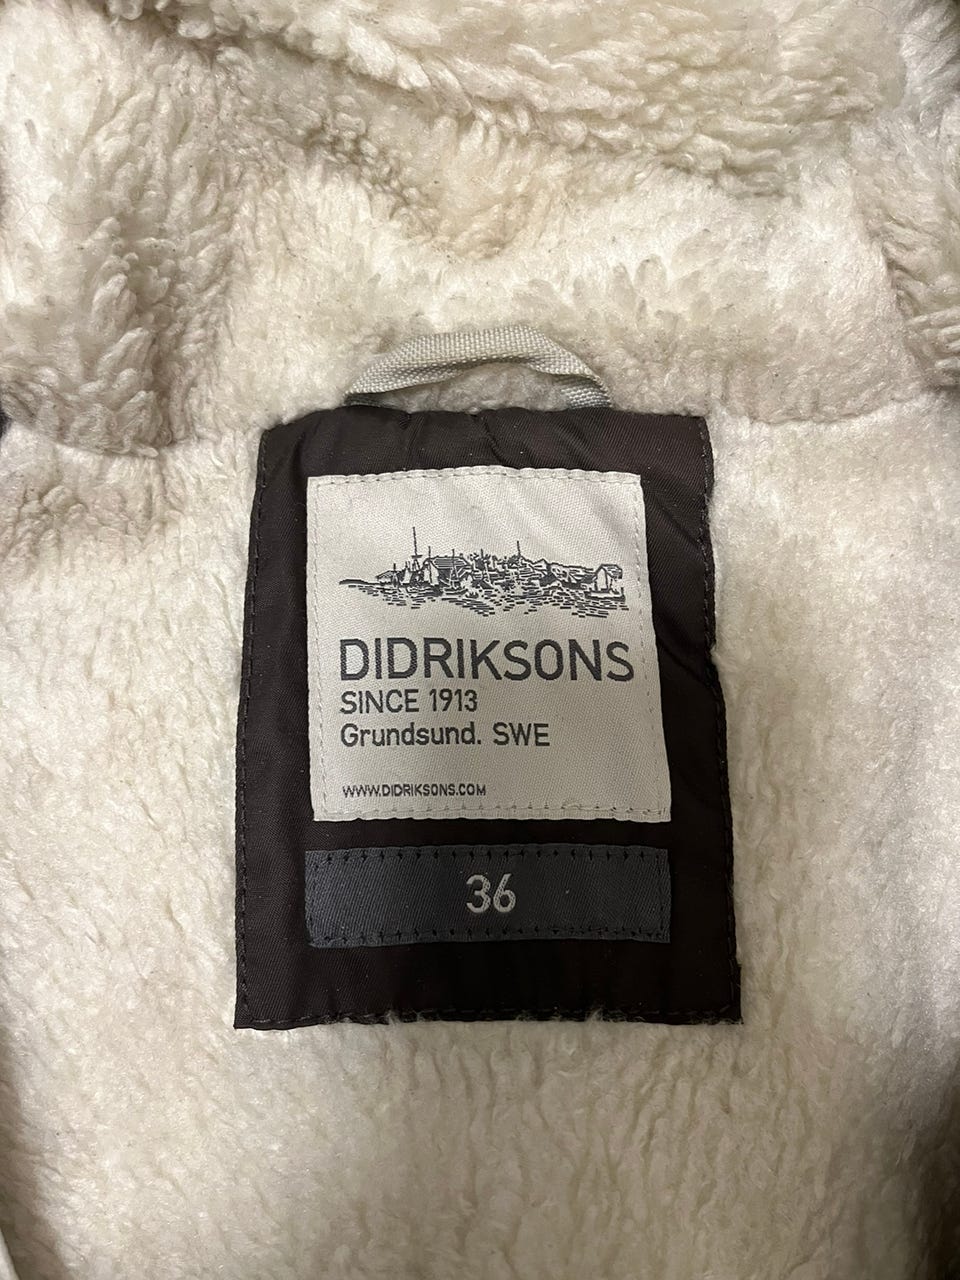 DIDRIKSONS
SINCE 1913
Grundsund. SWE
WWW.DIDRIKSONS.COM
36